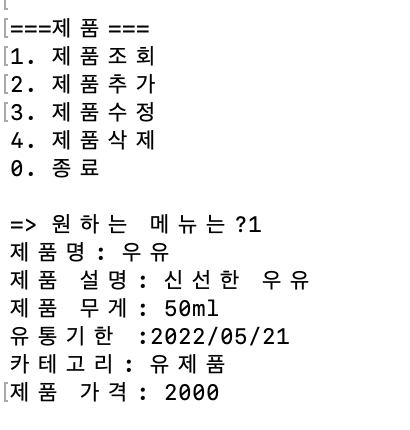 ===제품===
1. 제품조회
2. 제품추가
3. 제품수정
4. 제품삭제
0. 종료
=> 원하는 메뉴는?1
제품명: 우유
제품 설명: 신선한 우유
제품 무게: 50ml
유통기한 :2022/05/21
카테고리: 유제품
제품 가격: 2000